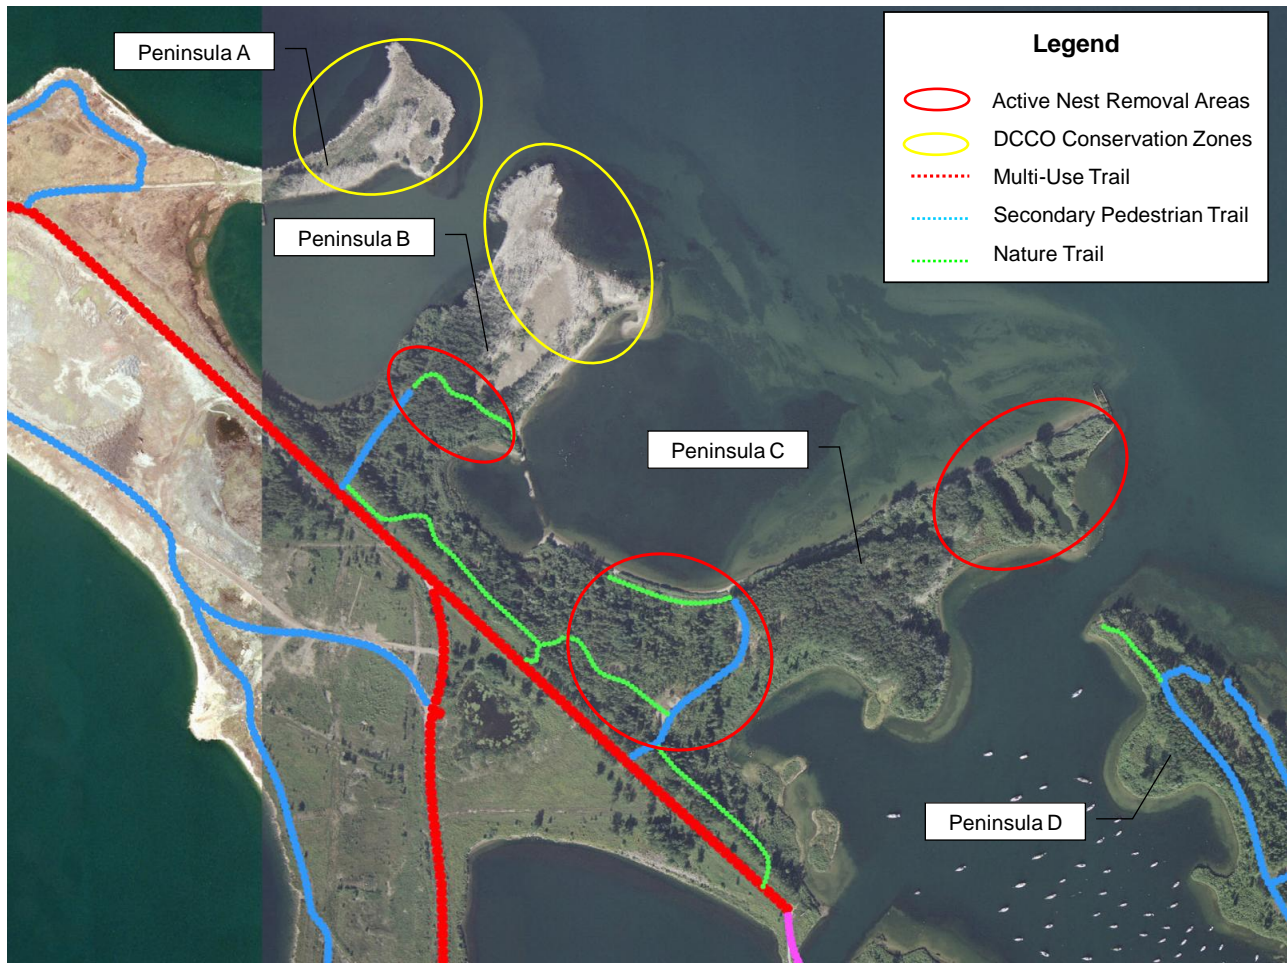 Peninsula A
Legend
Active Nest Removal Areas
DCCO Conservation Zones
Multi-Use Trail
Secondary Pedestrian Trail
Nature Trail
Peninsula B
Peninsula C
Peninsula D